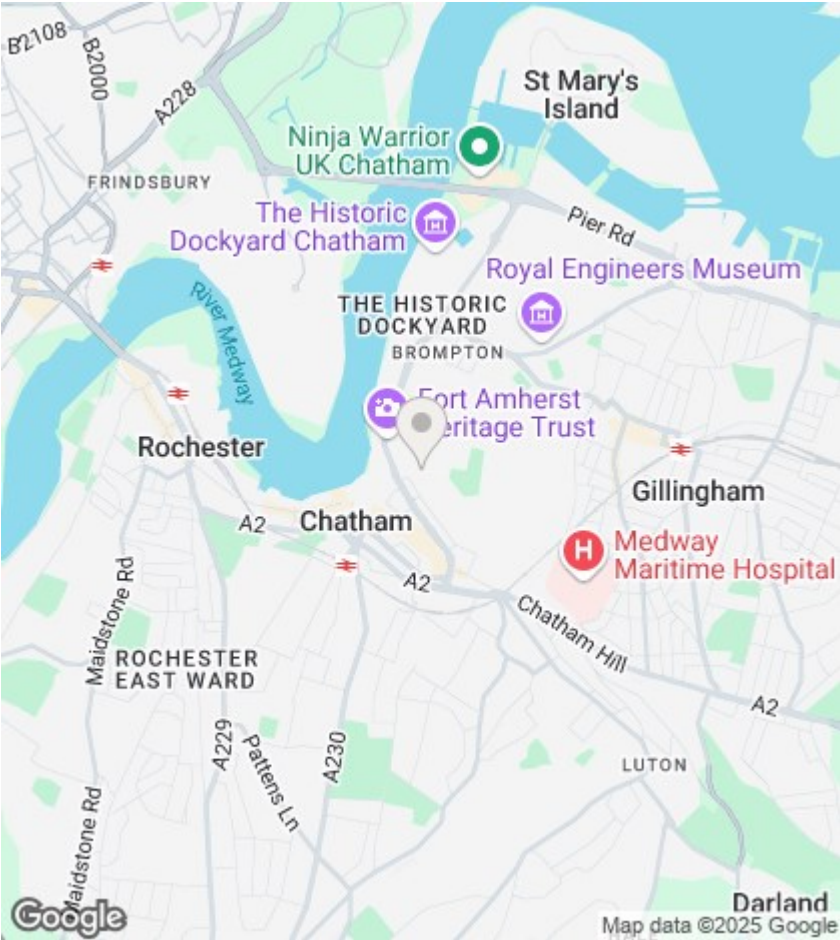 B2108
B2000
A228
St Mary's
Island
Ninja Warrior
UK Chatham
FRINDSBURY
The Historic
Dockyard Chatham
Pier Rd
Royal Engineers Museum
River Medway
THE HISTORIC
DOCKYARD
BROMPTON
Fort Amherst
eritage Trust
Rochester
Gillingham
A2
Chatham
Medway
Maritime Hospital
A2
Maidstone Rd
Chatham Hill
ROCHESTER
EAST WARD
A2
A229
Pattens Ln
A230
LUTON
Maidstone Rd
Darland
Google
Map data ©2025 Google